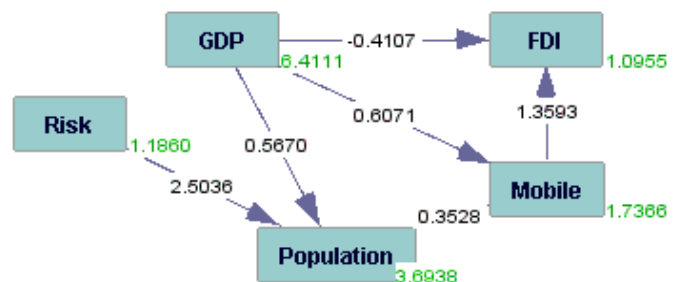 GDP
-0.4107
FDI
6.4111
1.0955
0.6071
1.3593
Risk
1.1860
0.5670
2.5036
Mobile
0.3528
1.7366
Population
3.6938